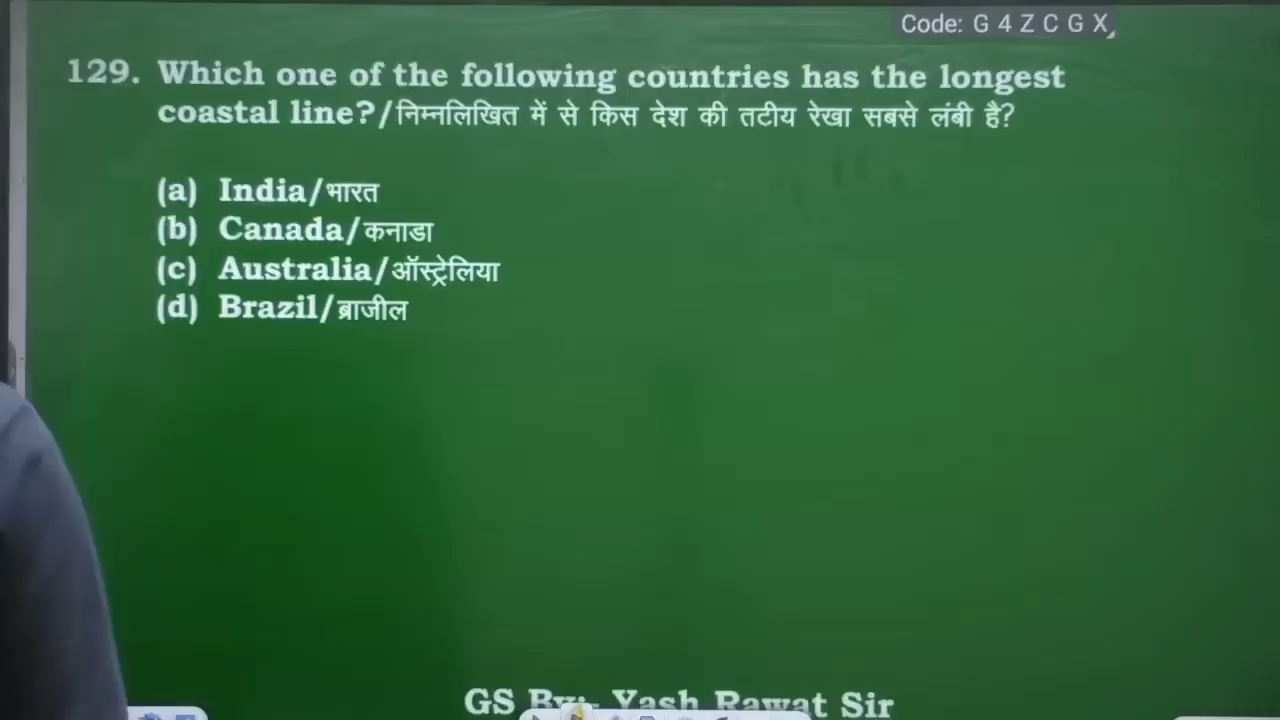 Code: G 4 Z C G X
129. Which one of the following countries has the longest
coastal line?/निम्नलिखित में से किस देश की तटीय रेखा सबसे लंबी है?
(a) India/भारत
(b) Canada/कनाडा
(c) Australia/ऑस्ट्रेलिया
(d) Brazil/ब्राजील
GS By:- Yash Rawat Sir